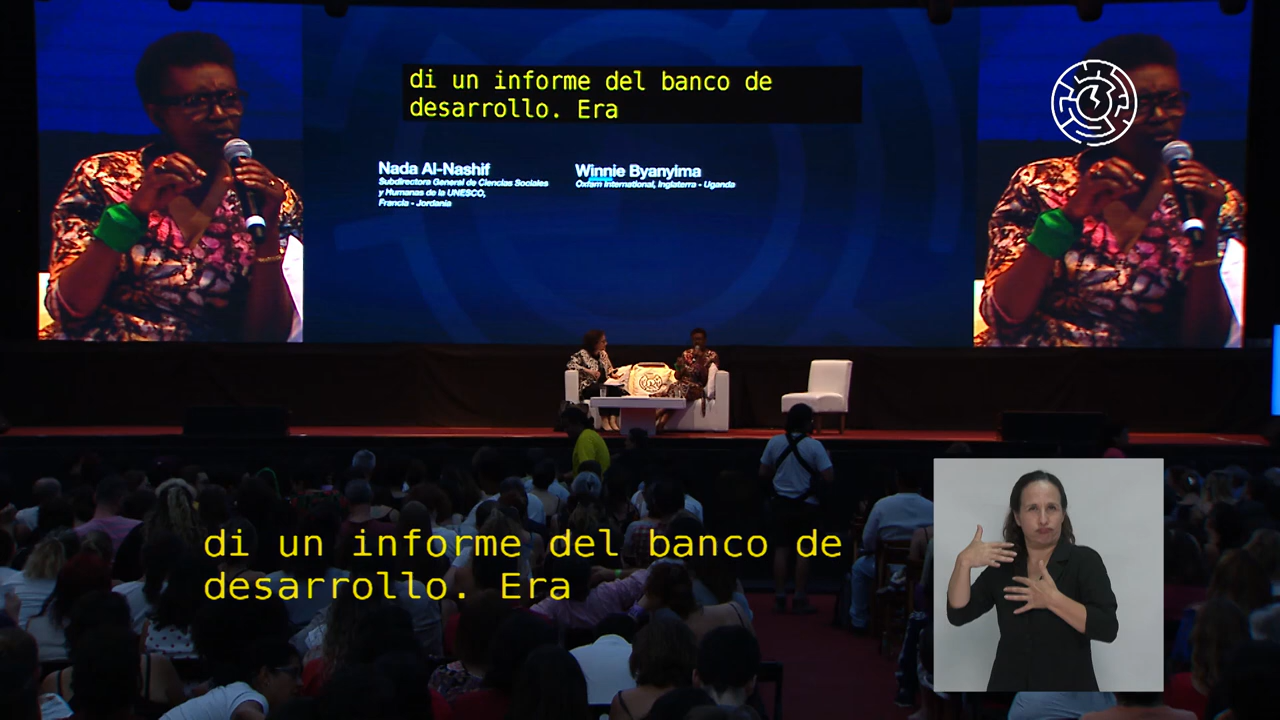 di un informe del banco de
desarrollo. Era
Nada Al-Nashif
Subdirectora General de Ciencias Sociales
y Humanas de la UNESCO,
Francia - Jordania
Winnie Byanyima
Oxfam International, Inglaterra - Uganda
di un informe del banco de
desarrollo. Era